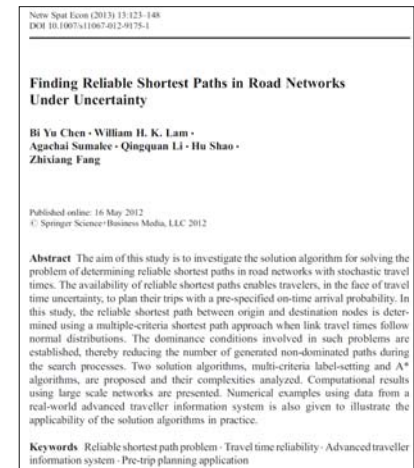 Netw Spat Econ (2013) 13:123–148
DOI 10.1007/s11067-012-9175-1
Finding Reliable Shortest Paths in Road Networks
Under Uncertainty
Bi Yu Chen · William H. K. Lam ·
Agachai Sumalee · Qingquan Li · Hu Shao ·
Zhixiang Fang
Published online: 16 May 2012
© Springer Science+Business Media, LLC 2012
Abstract The aim of this study is to investigate the solution algorithm for solving the
problem of determining reliable shortest paths in road networks with stochastic travel
times. The availability of reliable shortest paths enables travelers, in the face of travel
time uncertainty, to plan their trips with a pre-specified on-time arrival probability. In
this study, the reliable shortest path between origin and destination nodes is deter-
mined using a multiple-criteria shortest path approach when link travel times follow
normal distributions. The dominance conditions involved in such problems are
established, thereby reducing the number of generated non-dominated paths during
the search processes. Two solution algorithms, multi-criteria label-setting and A*
algorithms, are proposed and their complexities analyzed. Computational results
using large scale networks are presented. Numerical examples using data from a
real-world advanced traveller information system is also given to illustrate the
applicability of the solution algorithms in practice.
Keywords Reliable shortest path problem · Travel time reliability · Advanced traveller
information system · Pre-trip planning application